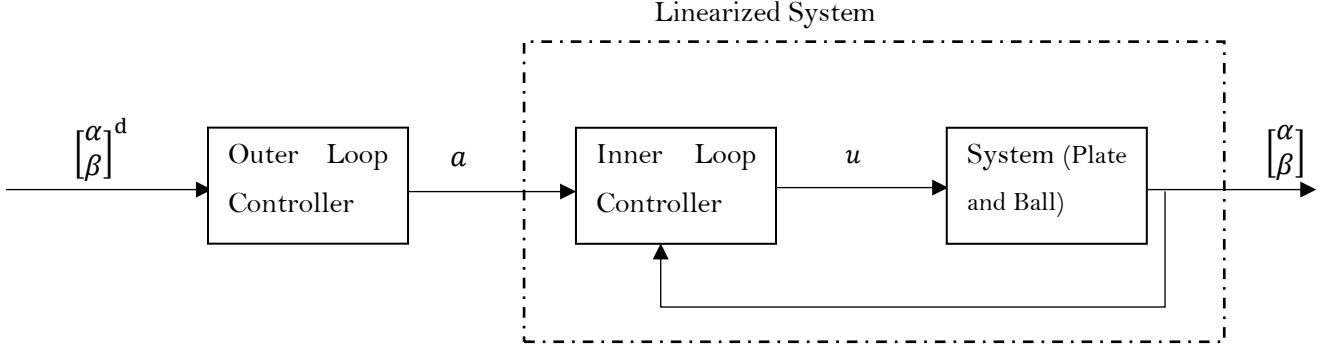 Linearized System
[α β]ᵈ
Outer Loop
Controller
a
Inner Loop
Controller
u
System (Plate
and Ball)
[α β]